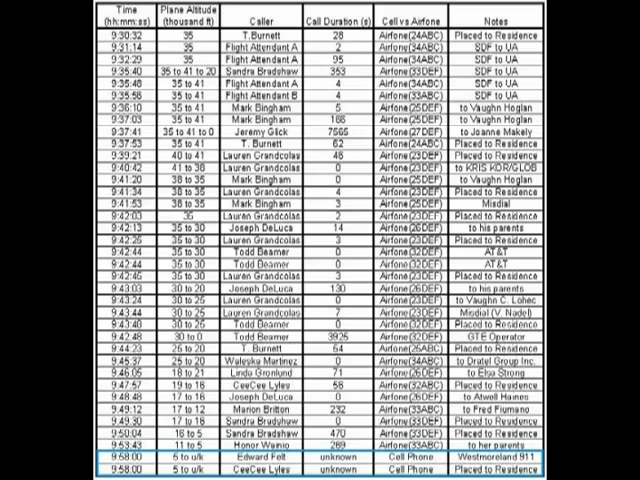 Time (hh:mm:ss) Plane Altitude (thousand ft) Caller Call Duration (s) Cell vs Airfone Notes
9:30:32 35 T.Burnett 28 Airfone(24ABC) Placed to Residence
9:31:14 35 Flight Attendant A 2 Airfone(34ABC) SDF to UA
9:32:29 35 Flight Attendant A 95 Airfone(34ABC) SDF to UA
9:35:40 35 to 41 to 20 Sandra Bradshaw 353 Airfone(33DEF) SDF to UA
9:35:48 35 to 41 Flight Attendant A 4 Airfone(34ABC) SDF to UA
9:35:56 35 to 41 Flight Attendant B 4 Airfone(33ABC) SDF to UA
9:36:10 35 to 41 Mark Bingham 5 Airfone(25DEF) to Vaughn Hoglan
9:37:03 35 to 41 Mark Bingham 166 Airfone(25DEF) to Vaughn Hoglan
9:37:41 35 to 41 to 0 Jeremy Glick 7565 Airfone(27DEF) to Joanne Makely
9:37:53 35 to 41 T. Burnett 62 Airfone(24ABC) Placed to Residence
9:39:21 40 to 41 Lauren Grandcolas 46 Airfone(23DEF) Placed to Residence
9:40:42 41 to 38 Lauren Grandcolas 0 Airfone(23DEF) to KRIS KOR/GLOB
9:41:20 38 to 35 Mark Bingham 0 Airfone(25DEF) to Vaughn Hoglan
9:41:34 38 to 35 Lauren Grandcolas 4 Airfone(23DEF) Placed to Residence
9:41:53 38 to 35 Mark Bingham 3 Airfone(25DEF) Misdial
9:42:03 35 Lauren Grandcolas 2 Airfone(23DEF) Placed to Residence
9:42:13 35 to 30 Joseph DeLuca 14 Airfone(26DEF) to his parents
9:42:25 35 to 30 Lauren Grandcolas 3 Airfone(23DEF) Placed to Residence
9:42:44 35 to 30 Todd Beamer 0 Airfone(32DEF) AT&T
9:42:44 35 to 30 Todd Beamer 0 Airfone(32DEF) AT&T
9:42:45 35 to 30 Lauren Grandcolas 3 Airfone(23DEF) Placed to Residence
9:43:03 30 to 20 Joseph DeLuca 130 Airfone(26DEF) to his parents
9:43:24 30 to 25 Lauren Grandcolas 0 Airfone(23DEF) to Vaughn C. Lohec
9:43:44 30 to 25 Lauren Grandcolas 7 Airfone(23DEF) Misdial (V. Nadel)
9:43:48 30 to 25 Todd Beamer 0 Airfone(32DEF) Placed to Residence
9:42:48 30 to 0 Todd Beamer 3925 Airfone(32DEF) GTE Operator
9:44:23 25 to 20 T. Burnett 54 Airfone(25ABC) Placed to Residence
9:45:37 25 to 20 Waleska Martinez 0 Airfone(34ABC) to Dratel Group Inc.
9:46:05 18 to 21 Linda Gronlund 71 Airfone(26DEF) to Elsa Strong
9:47:57 19 to 16 CeeCee Lyles 56 Airfone(32ABC) Placed to Residence
9:48:48 17 to 16 Joseph DeLuca 0 Airfone(26DEF) to Atwell Haines
9:49:12 17 to 12 Marion Britton 232 Airfone(33ABC) to Fred Fiumano
9:49:30 17 to 16 Sandra Bradshaw 0 Airfone(33DEF) Placed to Residence
9:50:04 16 to 5 Sandra Bradshaw 470 Airfone(33DEF) Placed to Residence
9:53:43 11 to 5 Honor Wainio 269 Airfone(33ABC) to her parents
9:58:00 5 to u/k Edward Felt unknown Cell Phone Westmoreland 911
9:58:00 5 to u/k CeeCee Lyles unknown Cell Phone Placed to Residence